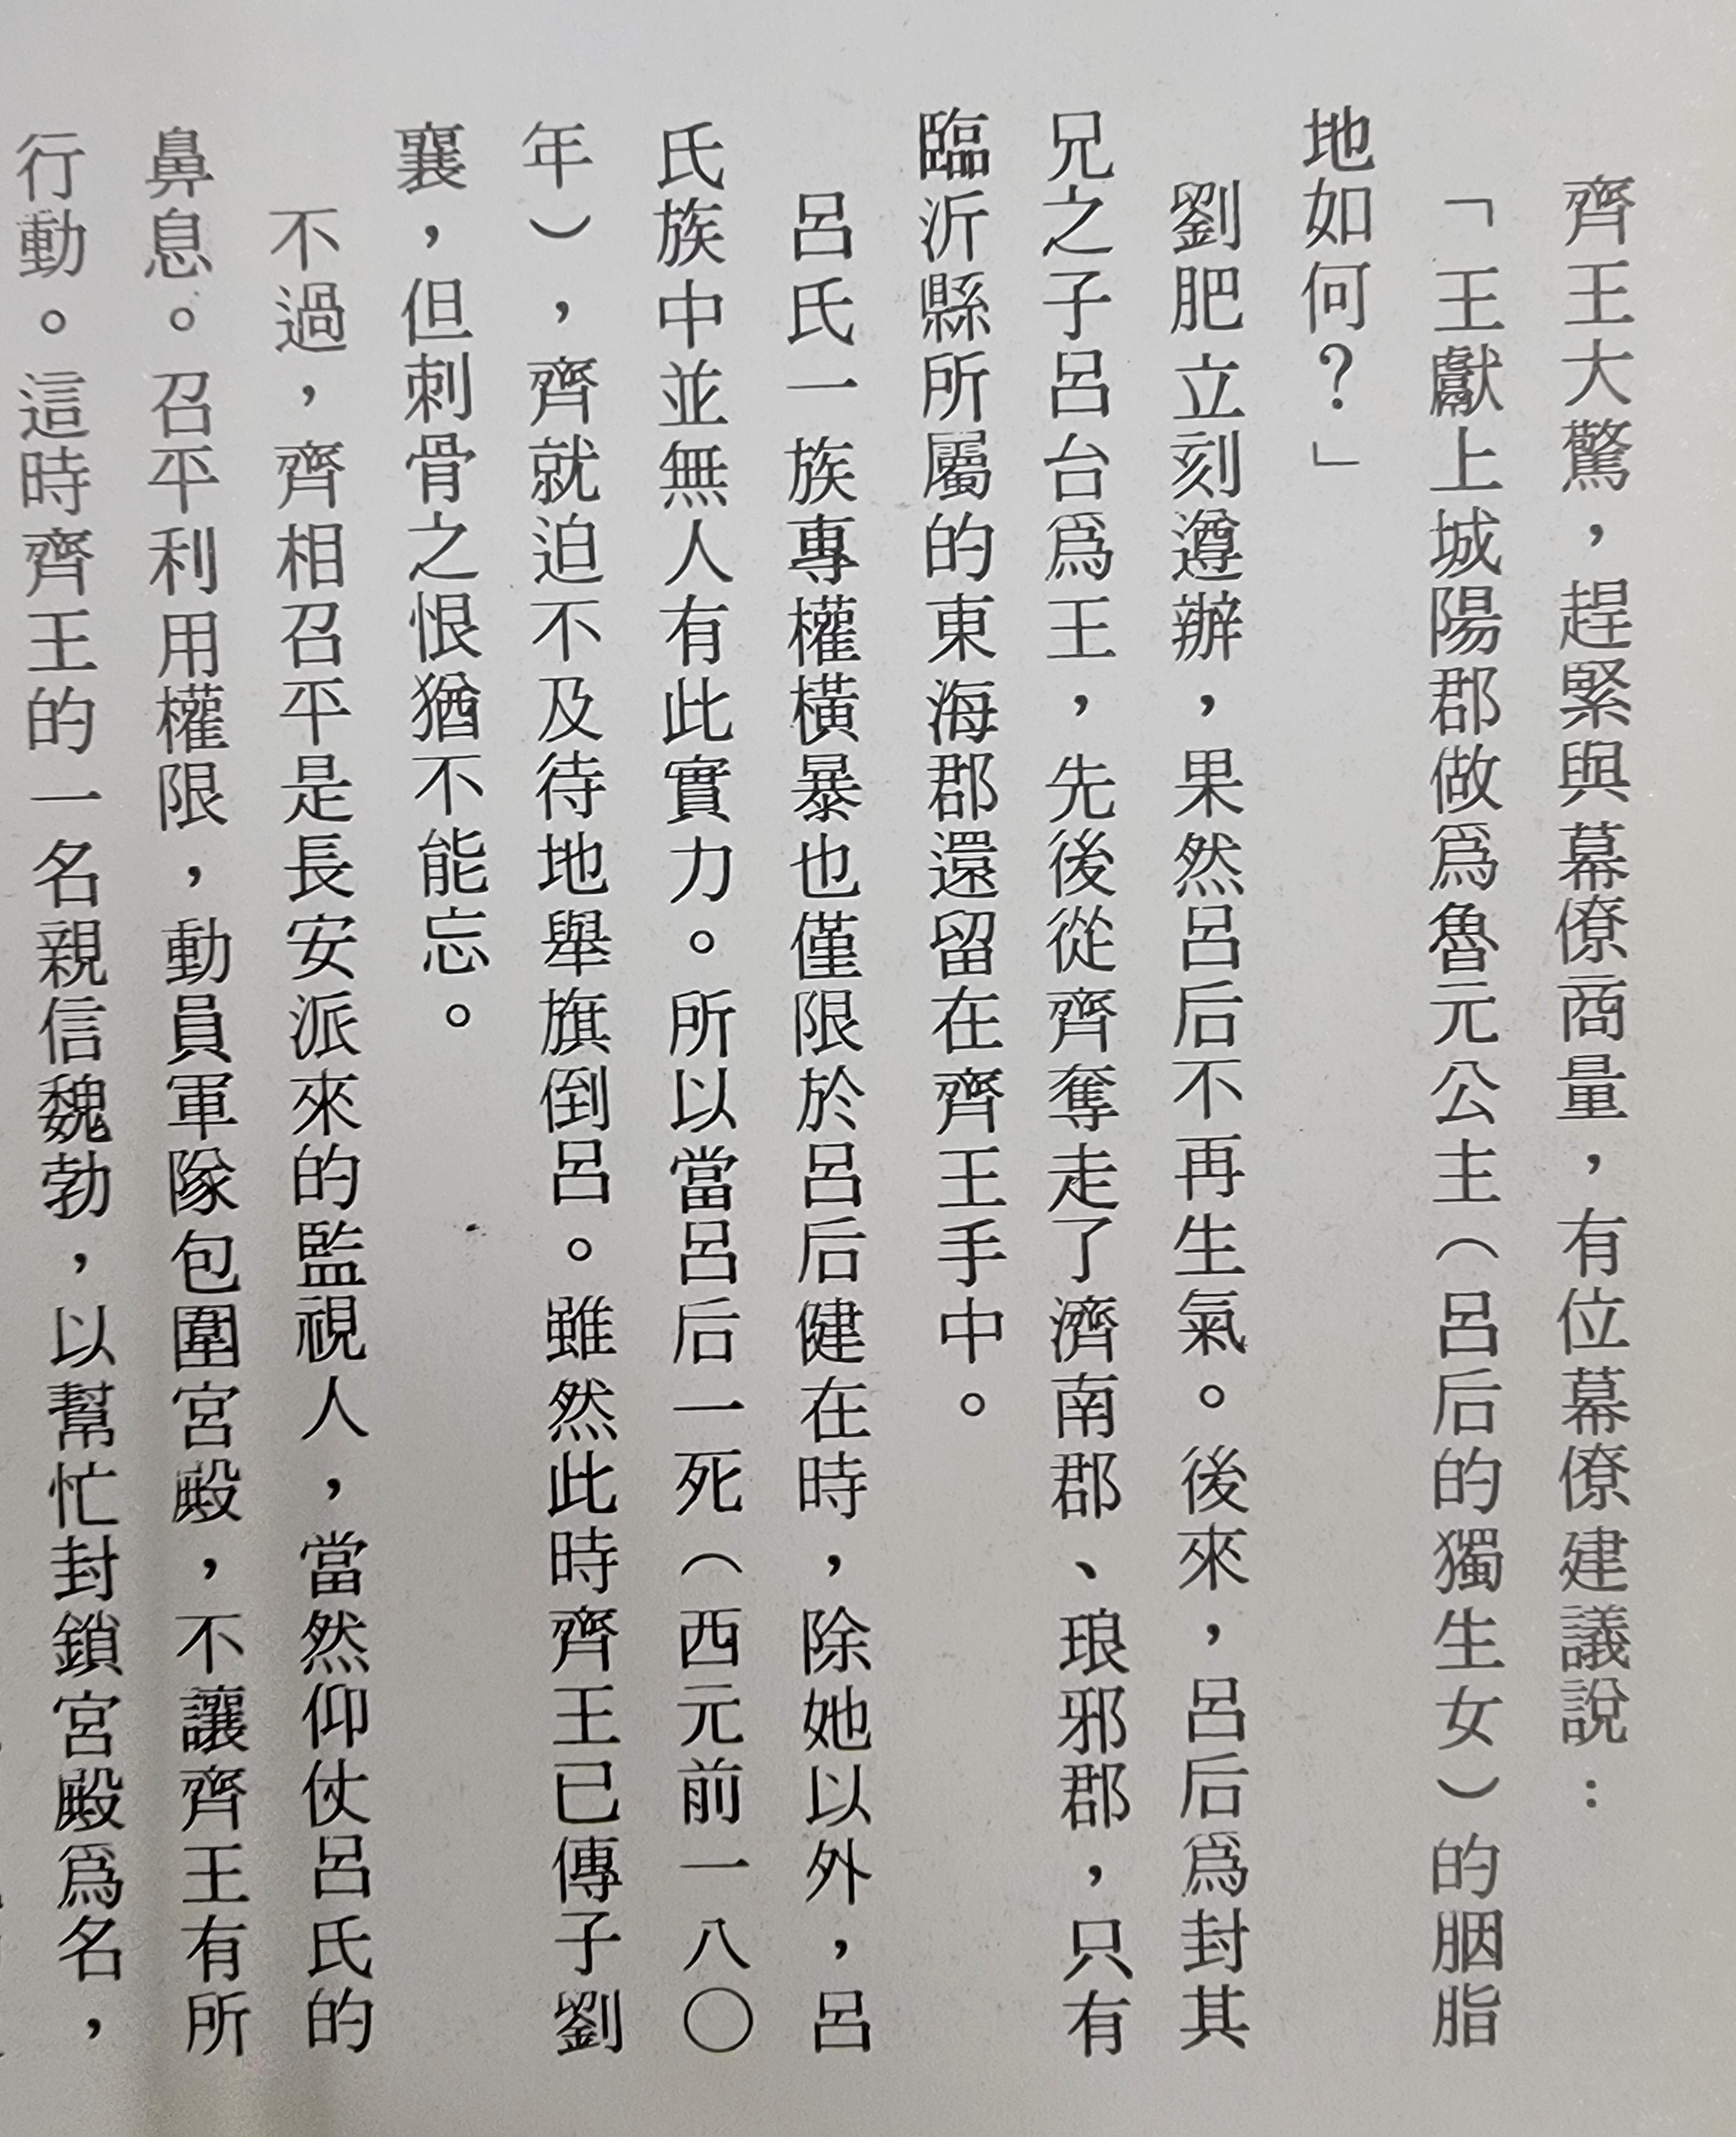 齊王大驚，趕緊與幕僚商量，有位幕僚建議說：
「王獻上城陽郡做爲魯元公主（呂后的獨生女）的胭脂
地如何？」
劉肥立刻遵辦，果然呂后不再生氣。後來，呂后爲封其
兄之子呂台爲王，先後從齊奪走了濟南郡、琅邪郡，只有
臨沂縣所屬的東海郡還留在齊王手中。
呂氏一族專權橫暴也僅限於呂后健在時，除她以外，呂
氏族中並無人有此實力。所以當呂后一死（西元前一八〇
年），齊就迫不及待地舉旗倒呂。雖然此時齊王已傳子劉
襄，但刺骨之恨猶不能忘。
不過，齊相召平是長安派來的監視人，當然仰仗呂氏的
鼻息。召平利用權限，動員軍隊包圍宮殿，不讓齊王有所
行動。這時齊王的一名親信魏勃，以幫忙封鎖宮殿爲名，